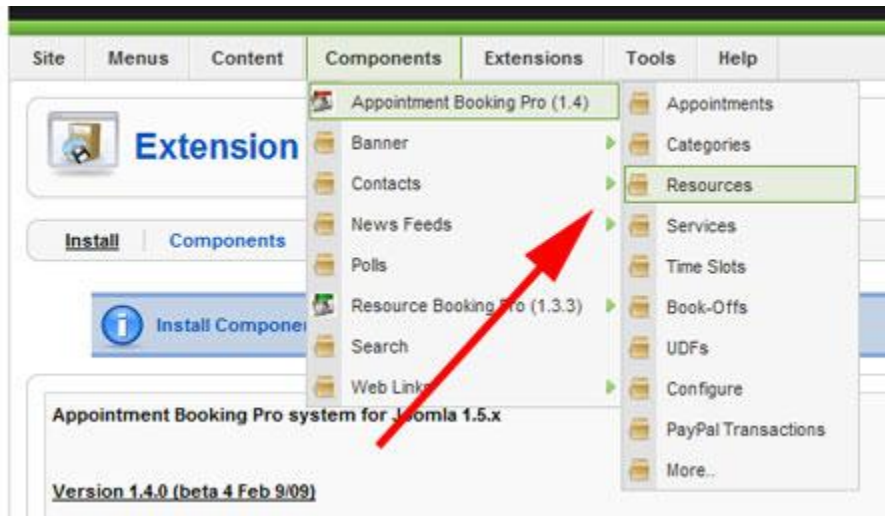 Site Menus Content Components Extensions Tools Help
Extension
Install Components
Install Compone
Appointment Booking Pro (1.4)
Banner
Contacts
News Feeds
Polls
Resource Booking Pro (1.3.3)
Search
Web Links
Appointments
Categories
Resources
Services
Time Slots
Book-Offs
UDFs
Configure
PayPal Transactions
More..
Appointment Booking Pro system for Joomla 1.5.x
Version 1.4.0 (beta 4 Feb 9/09)